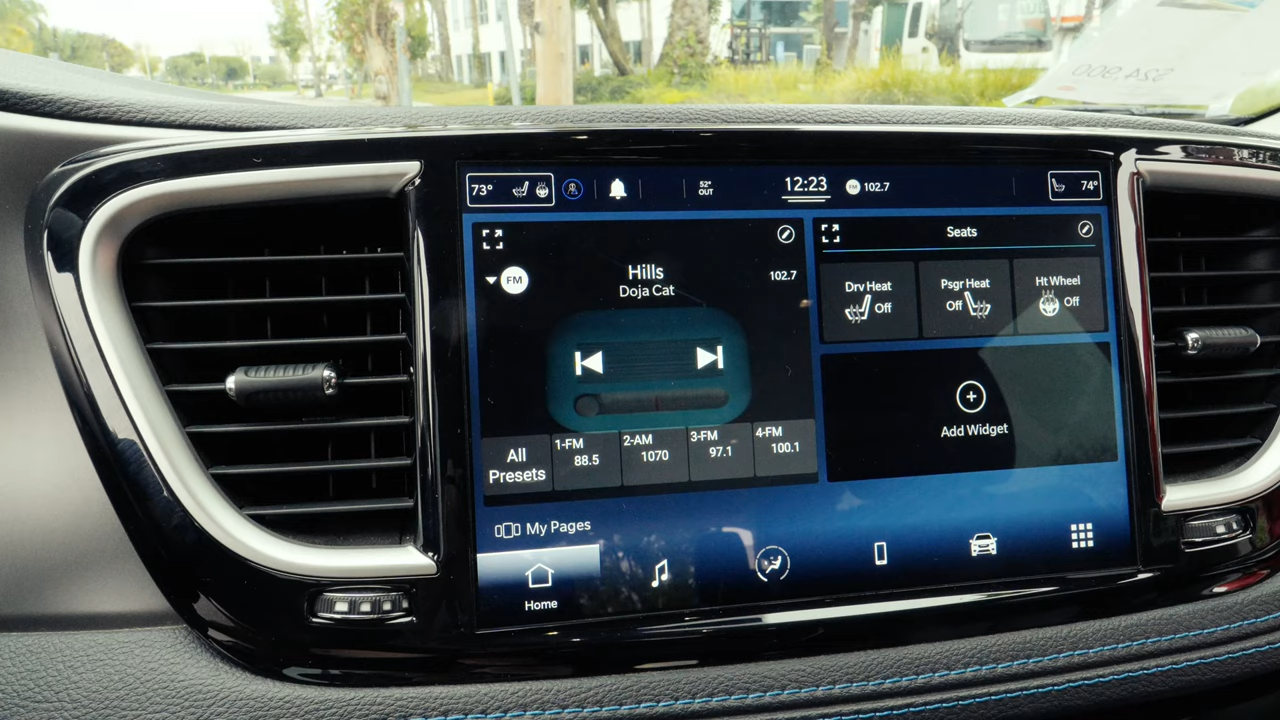 73°
52°
OUT
12:23
FM
102.7
74°
FM
Hills
Doja Cat
102.7
All
Presets
1-FM
88.5
2-AM
1070
3-FM
97.1
4-FM
100.1
Seats
Drv Heat
Off
Psgr Heat
Off
Ht Wheel
Off
Add Widget
My Pages
Home